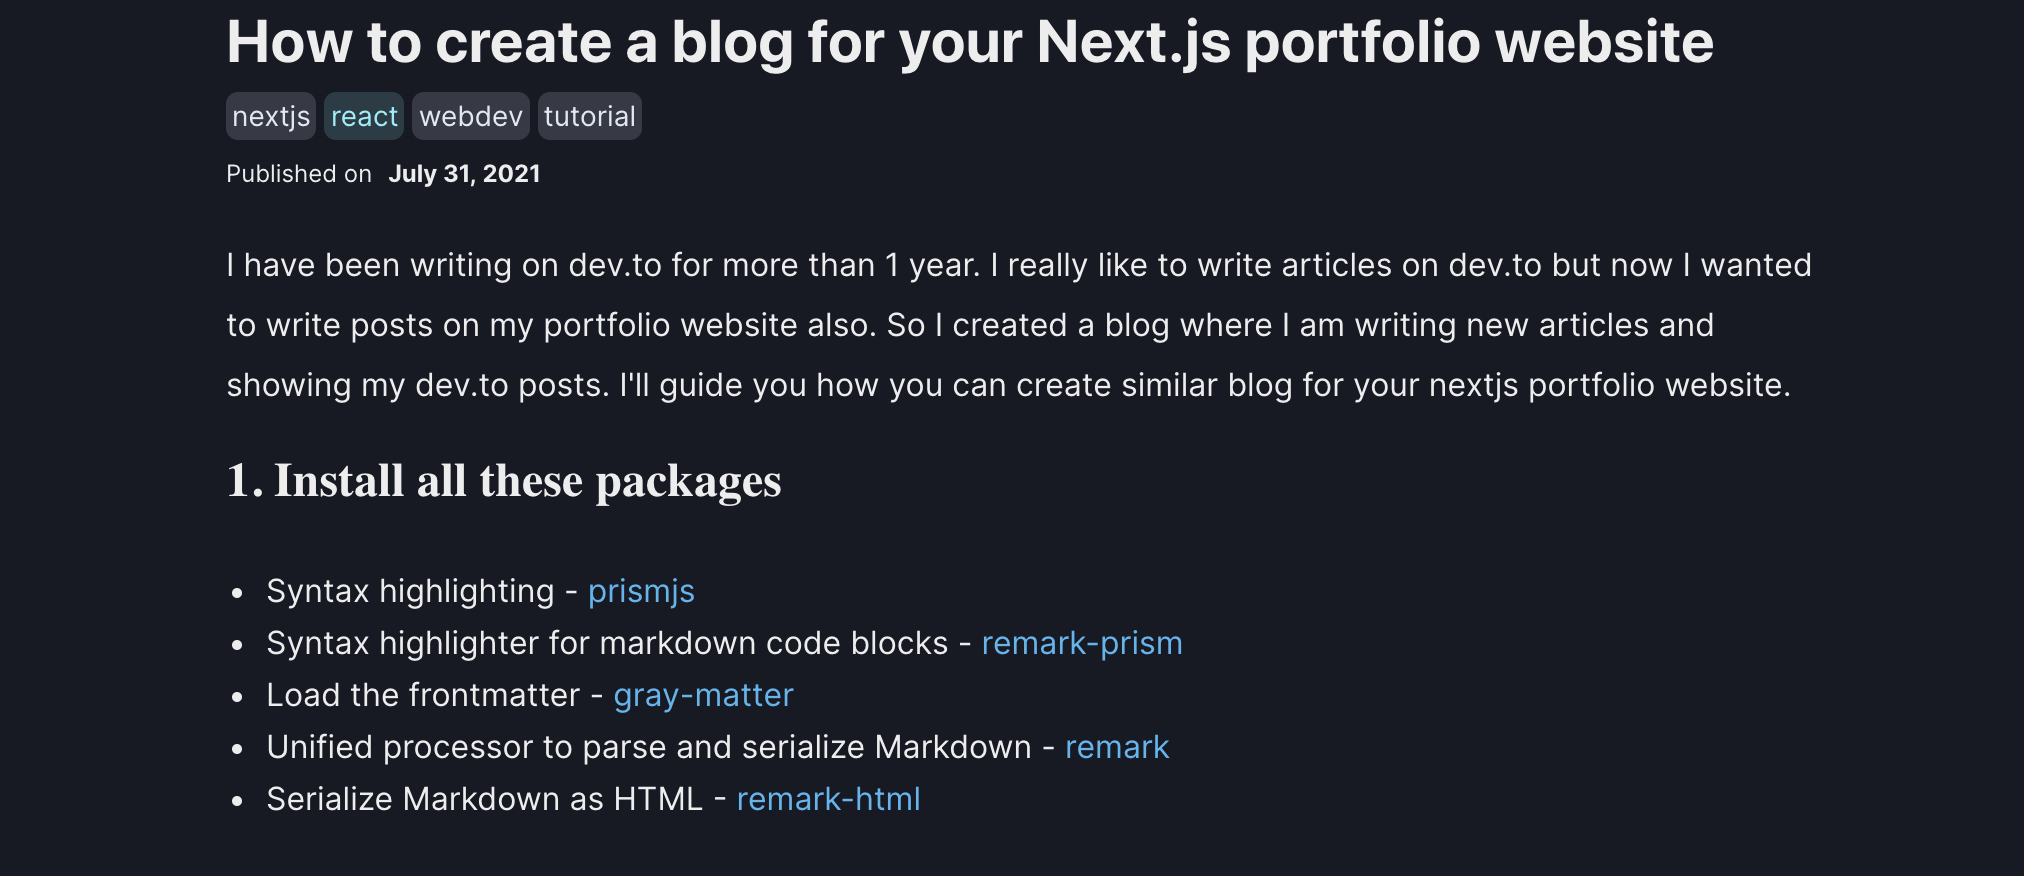 How to create a blog for your Next.js portfolio website
nextjs react webdev tutorial
Published on July 31, 2021
I have been writing on dev.to for more than 1 year. I really like to write articles on dev.to but now I wanted
to write posts on my portfolio website also. So I created a blog where I am writing new articles and
showing my dev.to posts. I'll guide you how you can create similar blog for your nextjs portfolio website.
1. Install all these packages
• Syntax highlighting - prismjs
• Syntax highlighter for markdown code blocks - remark-prism
• Load the frontmatter - gray-matter
• Unified processor to parse and serialize Markdown - remark
• Serialize Markdown as HTML - remark-html